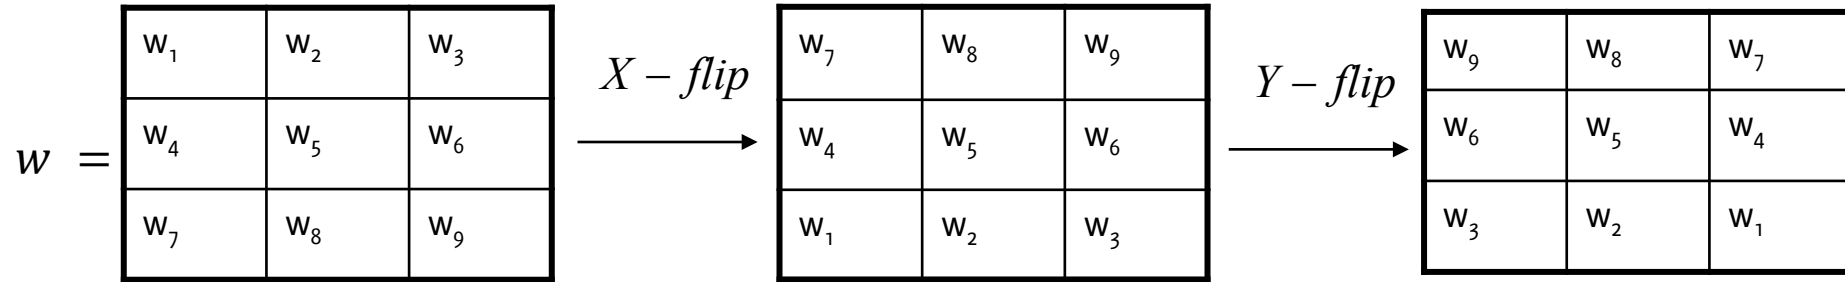 w =
w₁ w₂ w₃
w₄ w₅ w₆
w₇ w₈ w₉
X – flip
w₇ w₈ w₉
w₄ w₅ w₆
w₁ w₂ w₃
Y – flip
w₉ w₈ w₇
w₆ w₅ w₄
w₃ w₂ w₁